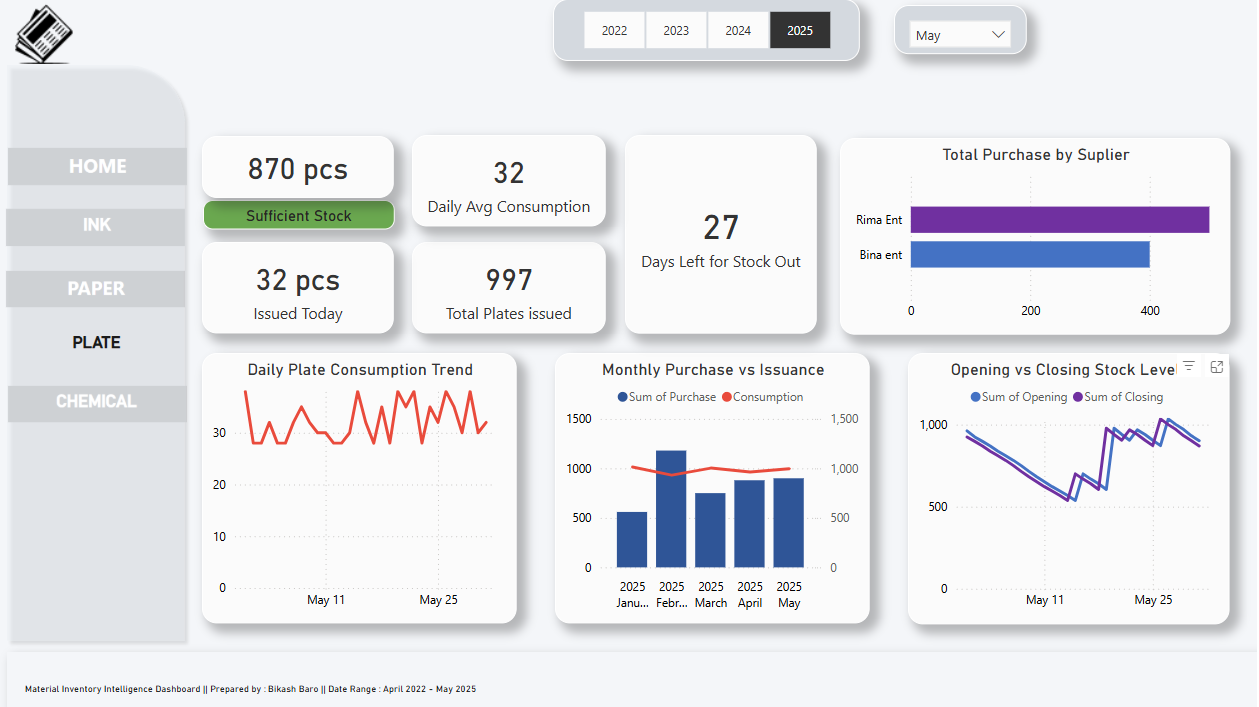 2022 2023 2024 2025
May
HOME
INK
PAPER
PLATE
CHEMICAL
870 pcs
Sufficient Stock
32
Daily Avg Consumption
32 pcs
Issued Today
997
Total Plates issued
27
Days Left for Stock Out
Total Purchase by Suplier
Rima Ent
Bina ent
0 200 400
Daily Plate Consumption Trend
30
20
10
0
May 11 May 25
Monthly Purchase vs Issuance
Sum of Purchase Consumption
1500 1,500
1000 1,000
500 500
0 0
2025 2025 2025 2025 2025
Janu... Febr... March April May
Opening vs Closing Stock Leve
Sum of Opening Sum of Closing
1,000
500
0
May 11 May 25
Material Inventory Intelligence Dashboard || Prepared by : Bikash Baro || Date Range : April 2022 - May 2025